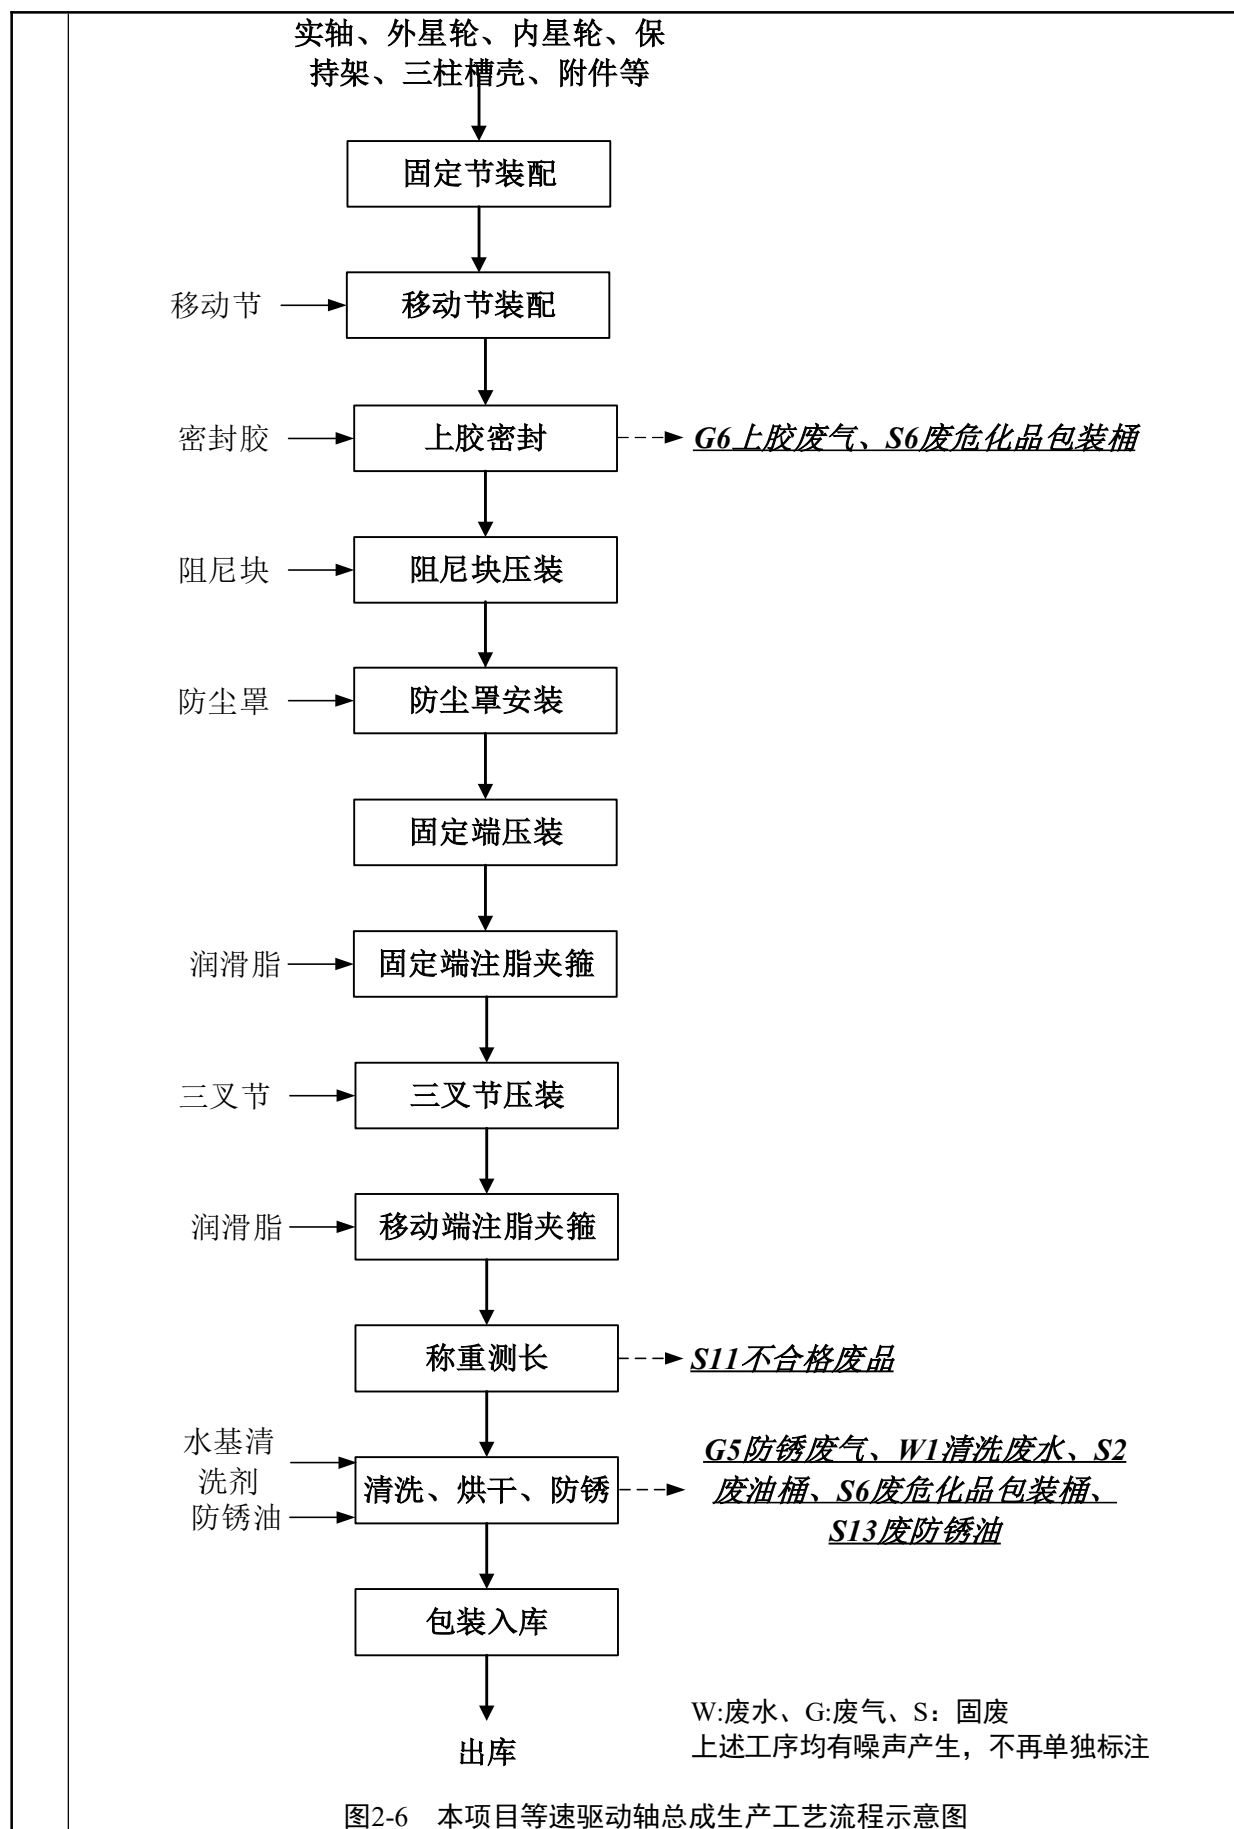 实轴、外星轮、内星轮、保
持架、三柱槽壳、附件等
固定节装配
移动节
移动节装配
密封胶
上胶密封
G6上胶废气、S6废危化品包装桶
阻尼块
阻尼块压装
防尘罩
防尘罩安装
固定端压装
润滑脂
固定端注脂夹箍
三叉节
三叉节压装
润滑脂
移动端注脂夹箍
称重测长
S11不合格废品
水基清
洗剂
防锈油
清洗、烘干、防锈
G5防锈废气、W1清洗废水、S2
废油桶、S6废危化品包装桶、
S13废防锈油
包装入库
出库
W:废水、G:废气、S：固废
上述工序均有噪声产生，不再单独标注
图2-6 本项目等速驱动轴总成生产工艺流程示意图